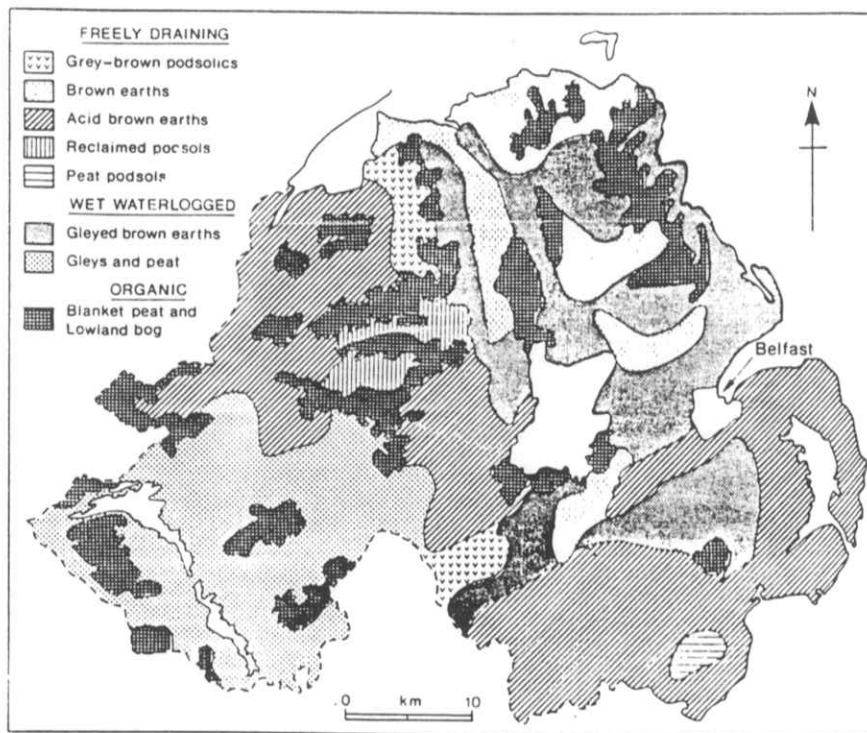 FREELY DRAINING
Grey-brown podsolics
Brown earths
Acid brown earths
Reclaimed pocsols
Peat podsols
WET WATERLOGGED
Gleyed brown earths
Gleys and peat
ORGANIC
Blanket peat and
Lowland bog
N
Belfast
0 km 10